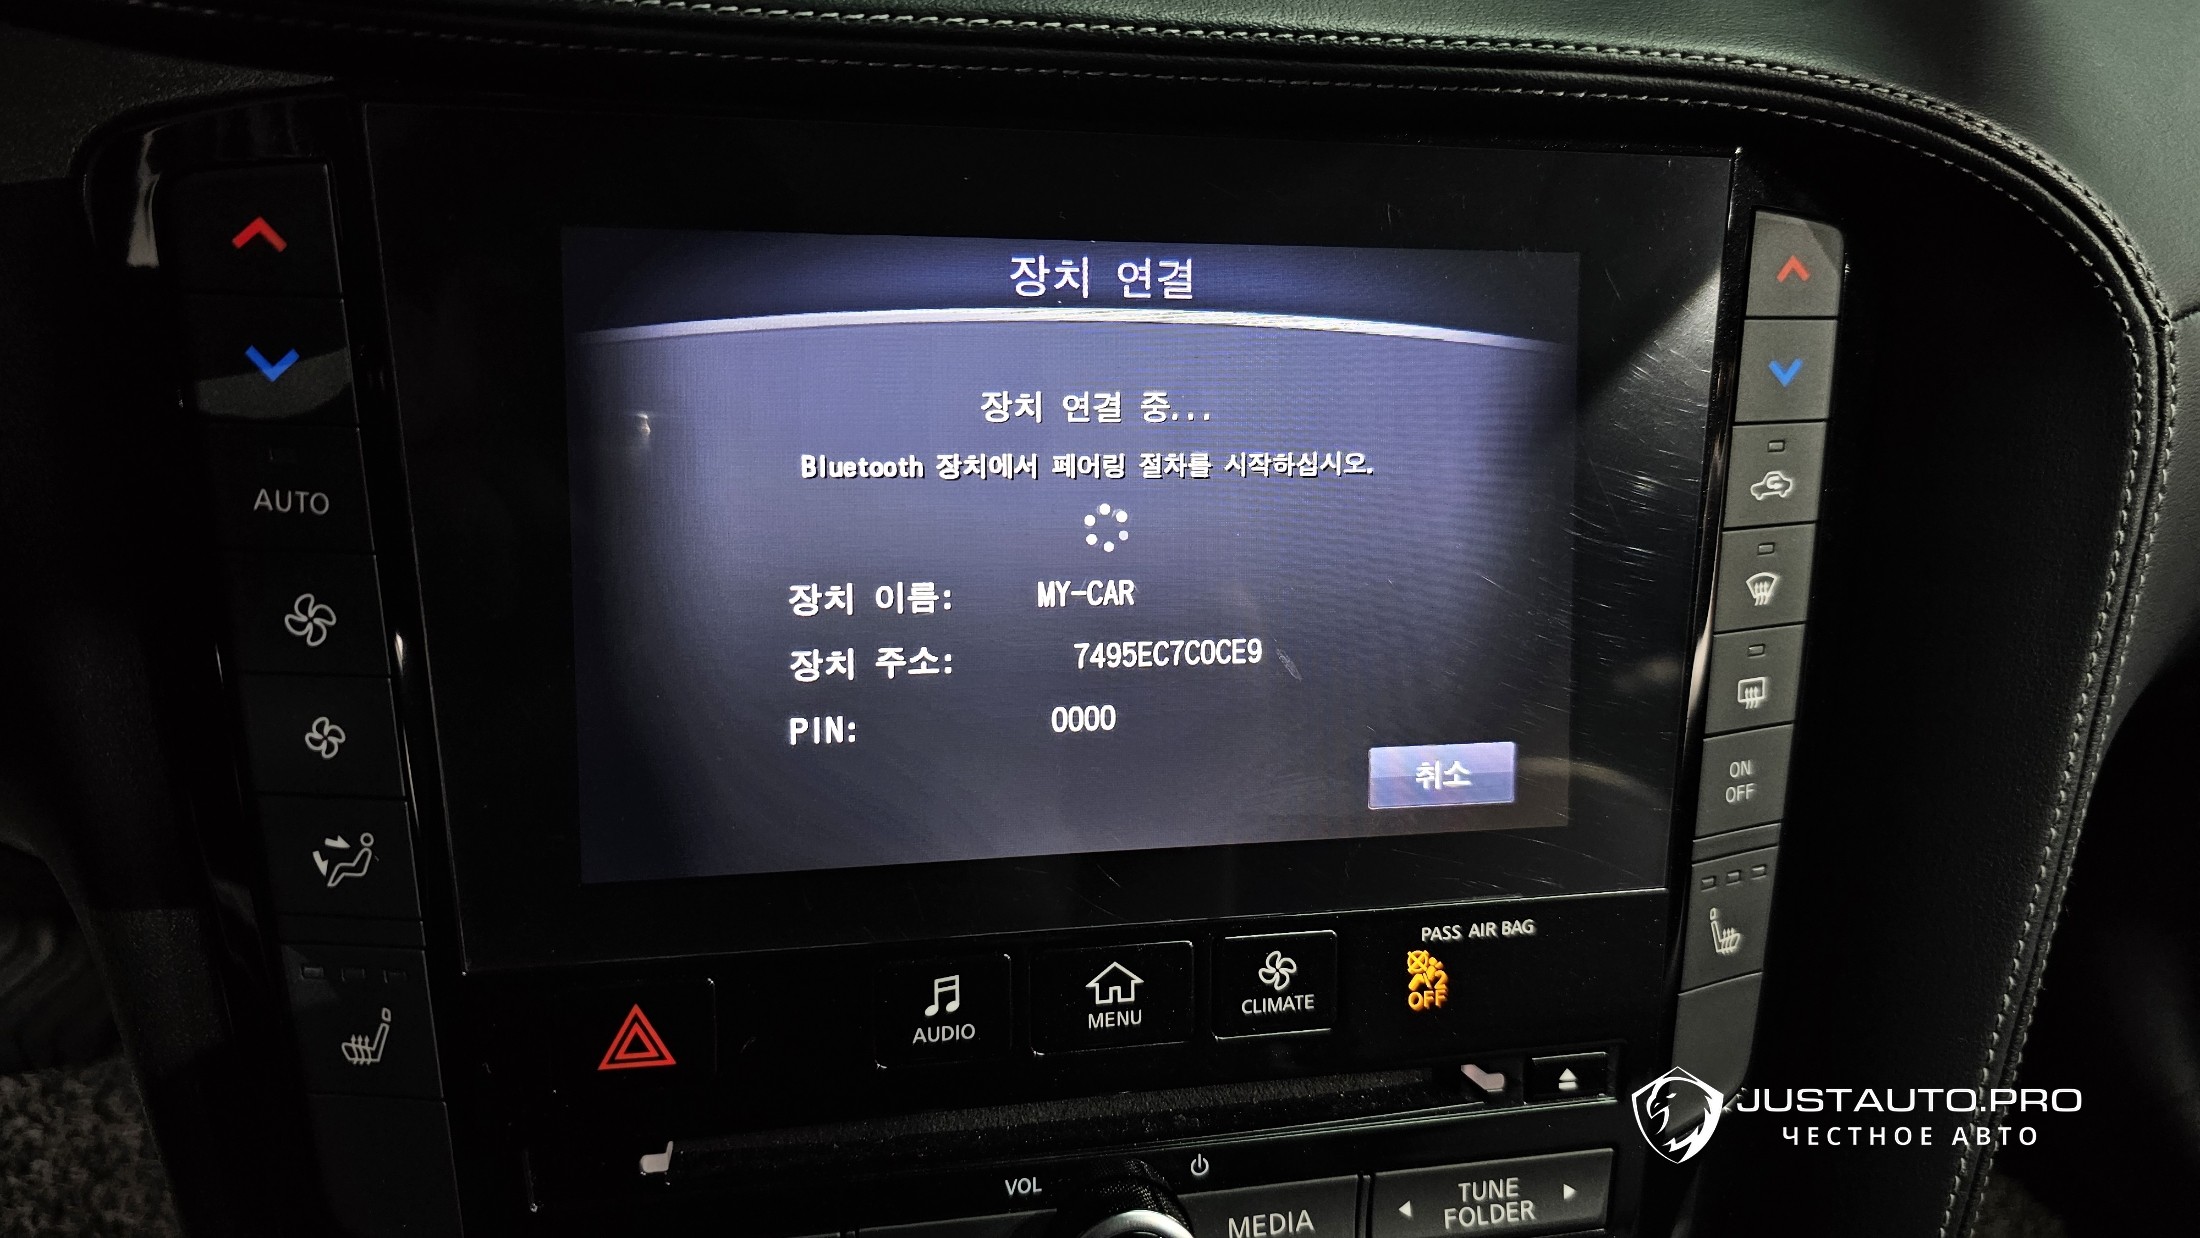 장치 연결
장치 연결 중...
Bluetooth 장치에서 페어링 절차를 시작하십시오.
장치 이름: MY-CAR
장치 주소: 7495EC7C0CE9
PIN: 0000
취소
AUTO
ON
OFF
PASS AIR BAG
2
OFF
AUDIO
MENU
CLIMATE
VOL
MEDIA
TUNE
FOLDER
JUSTAUTO.PRO
ЧЕСТНОЕ АВТО